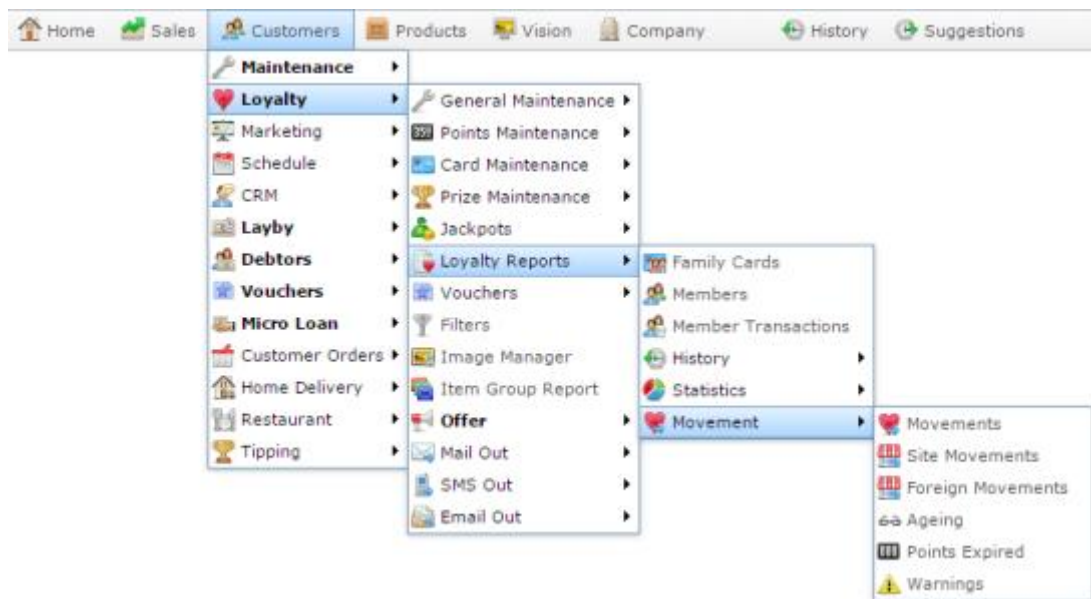 Home Sales Customers Products Vision Company History Suggestions
Maintenance
Loyalty
Marketing
Schedule
CRM
Layby
Debtors
Vouchers
Micro Loan
Customer Orders
Home Delivery
Restaurant
Tipping
General Maintenance
Points Maintenance
Card Maintenance
Prize Maintenance
Jackpots
Loyalty Reports
Vouchers
Filters
Image Manager
Item Group Report
Offer
Mail Out
SMS Out
Email Out
Family Cards
Members
Member Transactions
History
Statistics
Movement
Movements
Site Movements
Foreign Movements
Ageing
Points Expired
Warnings